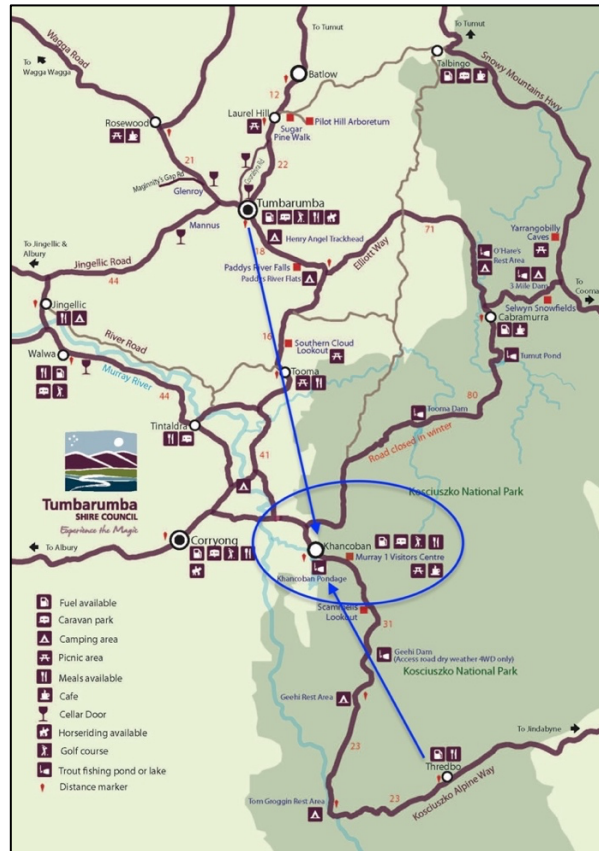 To Tumut
To Tumut
Wagga Road
To
Wagga Wagga
Batlow
Talbingo
Snowy Mountains Hwy
12
Laurel Hill
Sugar
Pine Walk
Pilot Hill Arboretum
Rosewood
22
21
Maginnity's Gap Rd
Glenroy
Tumbarumba
Mannus
Henry Angel Trackhead
71
Yarrangobilly
Caves
O'Hare's
Rest Area
3 Mile Dam
To
Cooma
Selwyn Snowfields
18
Elliott Way
Paddys River Falls
Paddys River Flats
To Jingellic &
Albury
Jingellic Road
44
Jingellic
Cabramurra
River Road
16
Southern Cloud
Lookout
Tumut Pond
Walwa
Murray River
Tooma
44
80
Tooma Dam
Tintaldra
Road closed in winter
41
Tumbarumba
SHIRE COUNCIL
Experience the Magic
Kosciuszko National Park
Corryong
To Albury
Khancoban
Murray 1 Visitors Centre
Khancoban Pondage
Scammells
Lookout
31
Geehi Dam
(Access road dry weather 4WD only)
Kosciuszko National Park
Geehi Rest Area
23
To Jindabyne
Thredbo
23
Kosciuszko Alpine Way
Tom Groggin Rest Area
Fuel available
Caravan park
Camping area
Picnic area
Meals available
Cafe
Cellar Door
Horseriding available
Golf course
Trout fishing pond or lake
Distance marker